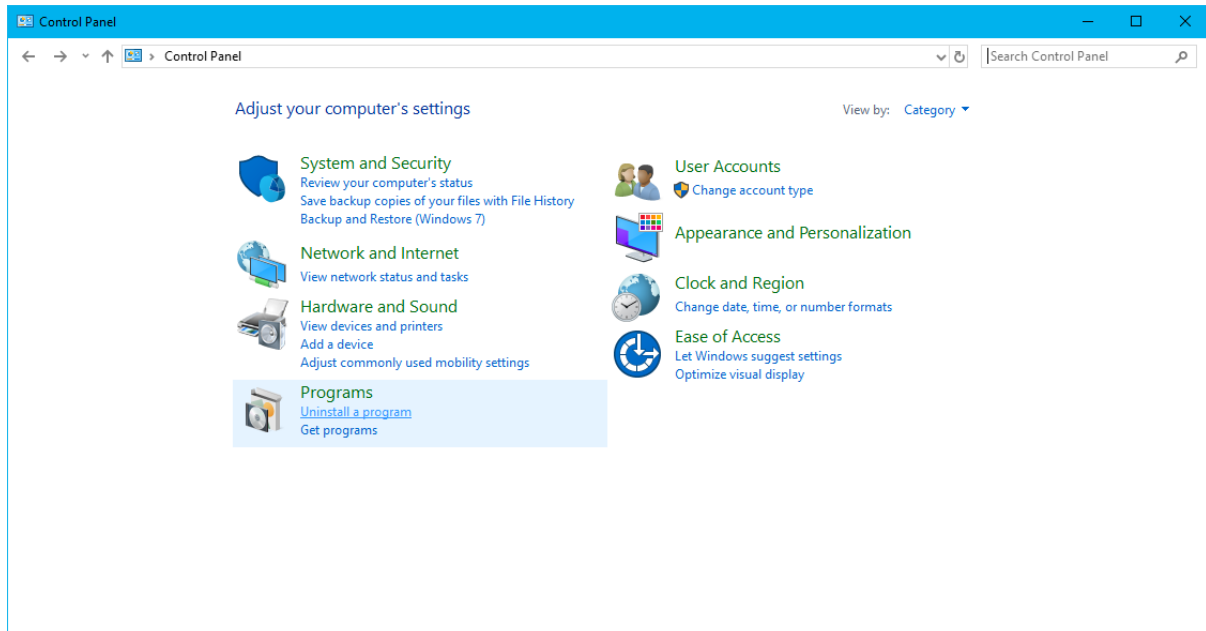 Control Panel
Control Panel
Search Control Panel
Adjust your computer's settings
View by: Category
System and Security
Review your computer's status
Save backup copies of your files with File History
Backup and Restore (Windows 7)
Network and Internet
View network status and tasks
Hardware and Sound
View devices and printers
Add a device
Adjust commonly used mobility settings
Programs
Uninstall a program
Get programs
User Accounts
Change account type
Appearance and Personalization
Clock and Region
Change date, time, or number formats
Ease of Access
Let Windows suggest settings
Optimize visual display